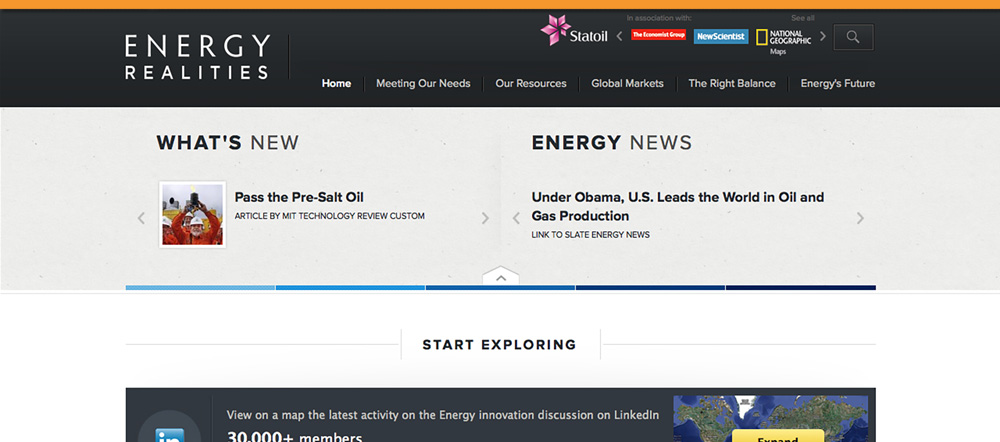 In association with:
See all
ENERGY
REALITIES
Statoil
The Economist Group
NewScientist
NATIONAL
GEOGRAPHIC
Maps
Home
Meeting Our Needs
Our Resources
Global Markets
The Right Balance
Energy's Future
WHAT'S NEW
ENERGY NEWS
Pass the Pre-Salt Oil
ARTICLE BY MIT TECHNOLOGY REVIEW CUSTOM
Under Obama, U.S. Leads the World in Oil and
Gas Production
LINK TO SLATE ENERGY NEWS
START EXPLORING
View on a map the latest activity on the Energy innovation discussion on LinkedIn
in
30,000+ members
Expand